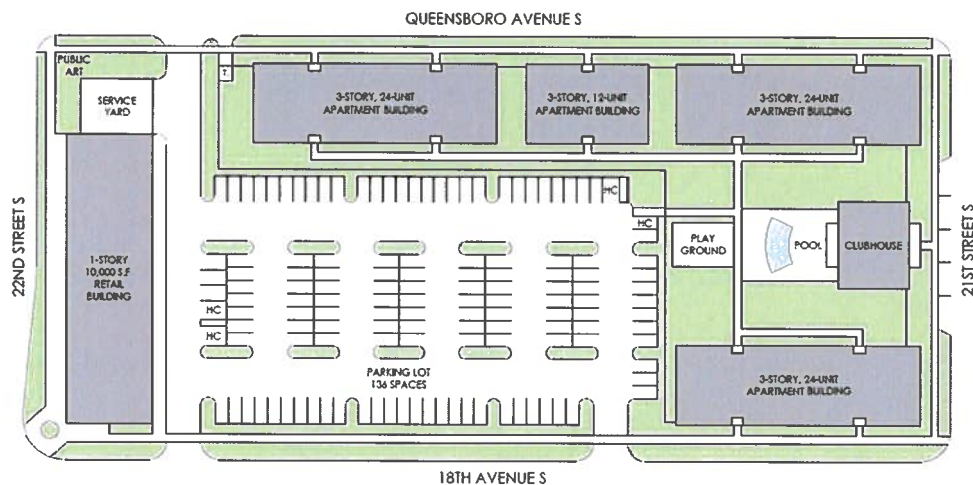 QUEENSBORO AVENUE S
PUBLIC
ART
SERVICE
YARD
T.
3-STORY, 24-UNIT
APARTMENT BUILDING
3-STORY, 12-UNIT
APARTMENT BUILDING
3-STORY, 24-UNIT
APARTMENT BUILDING
22ND STREET S
1-STORY
10,000 S.F
RETAIL
BUILDING
HC
HC
HC
HC
PLAY
GROUND
POOL
CLUBHOUSE
21ST STREET S
PARKING LOT
136 SPACES
3-STORY, 24-UNIT
APARTMENT BUILDING
18TH AVENUE S